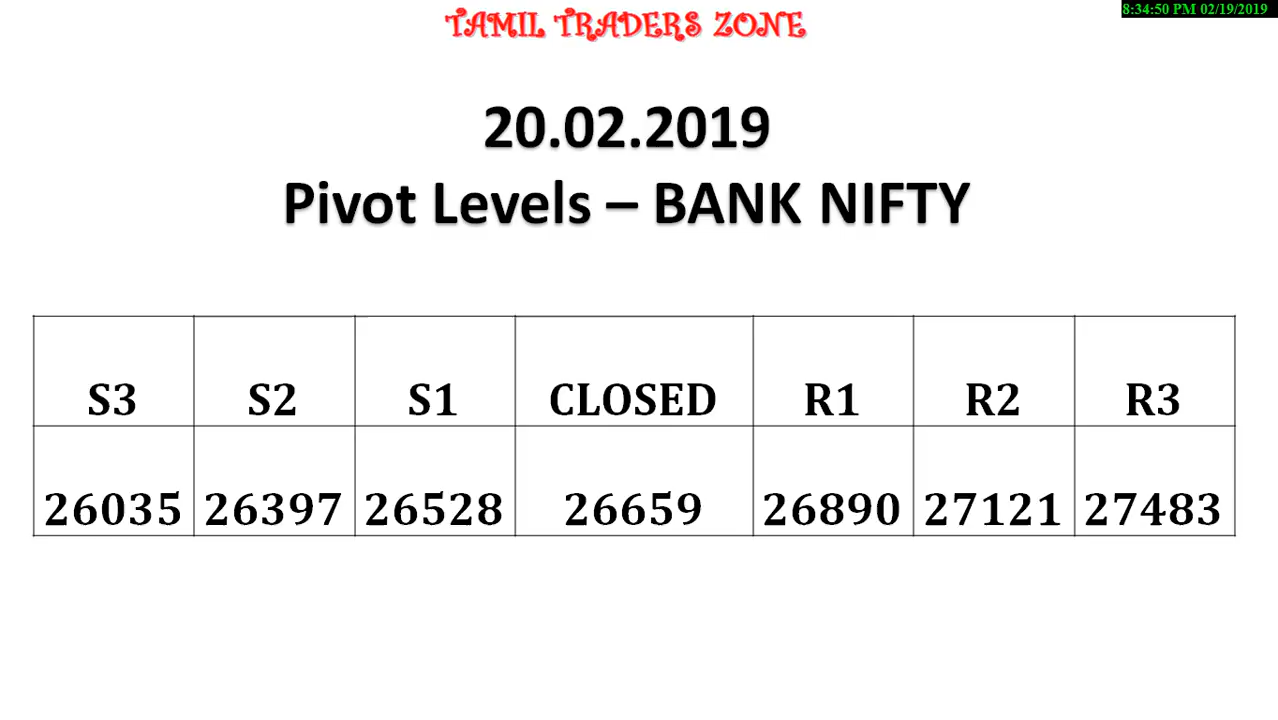 TAMIL TRADERS ZONE
8:34:50 PM 02/19/2019
20.02.2019
Pivot Levels – BANK NIFTY
S3 S2 S1 CLOSED R1 R2 R3
26035 26397 26528 26659 26890 27121 27483